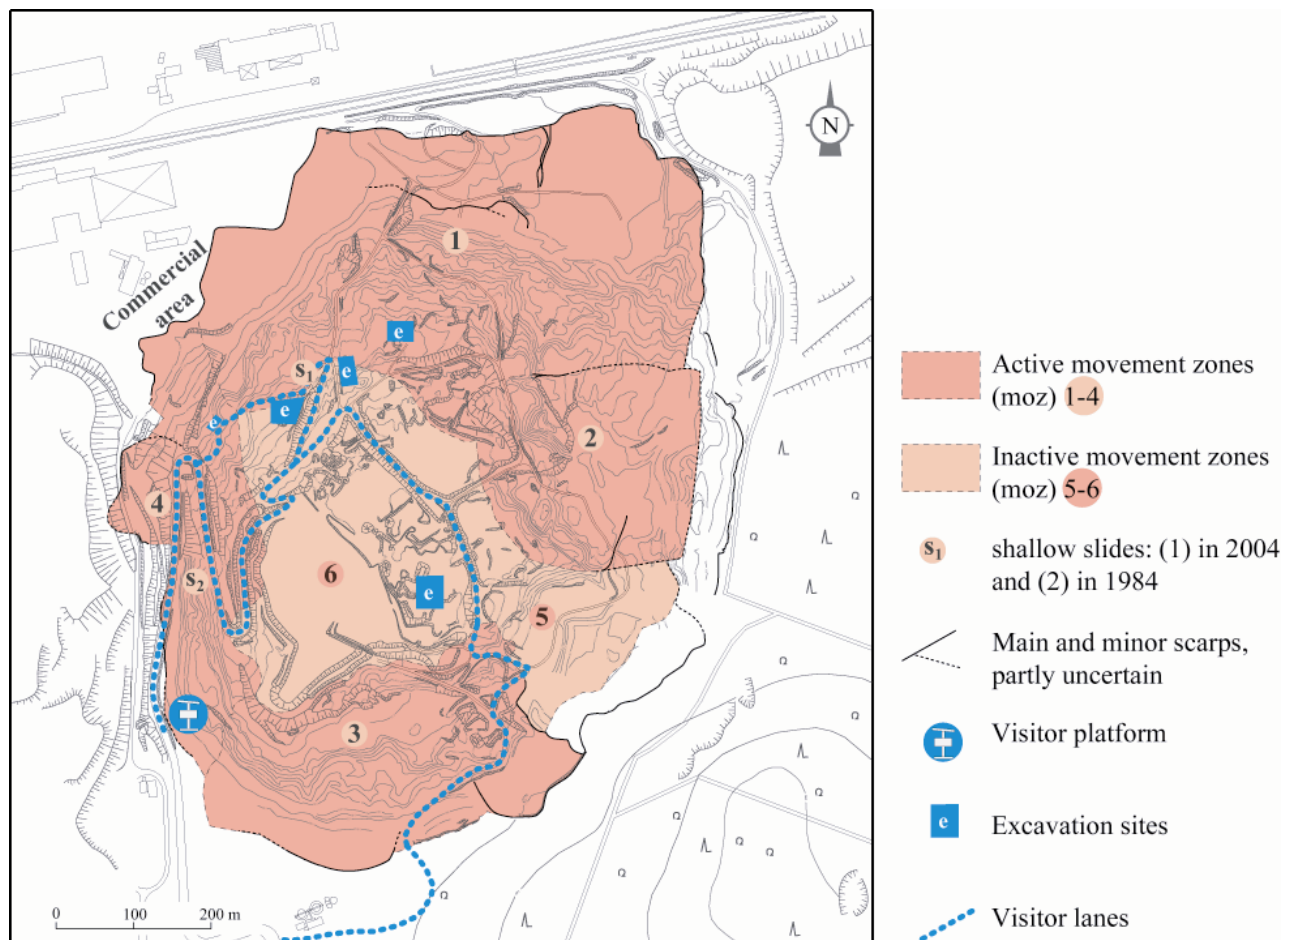 N
1
Commercial
area
e
s1
e
e
e
2
4
s2
6
e
5
3
0 100 200 m
Active movement zones
(moz) 1-4
Inactive movement zones
(moz) 5-6
s1 shallow slides: (1) in 2004
and (2) in 1984
Main and minor scarps,
partly uncertain
Visitor platform
e Excavation sites
Visitor lanes